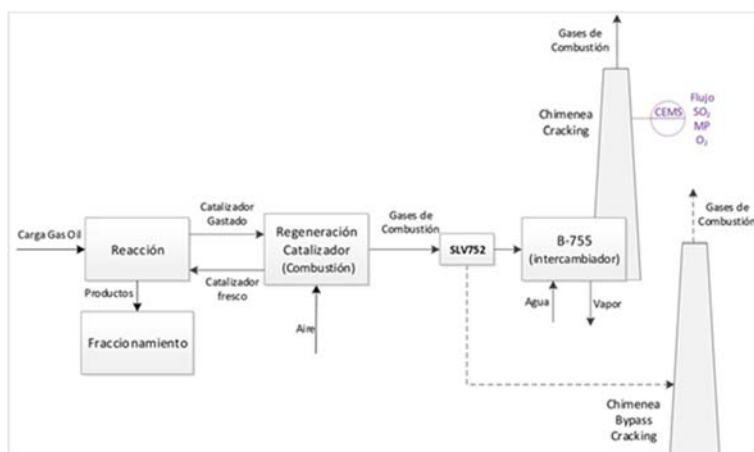 Gases de
Combustión
Chimenea
Cracking
CEMS
Flujo
SO₂
MP
O₂
Gases de
Combustión
Carga Gas Oil
Reacción
Catalizador
Gastado
Catalizador
fresco
Regeneración
Catalizador
(Combustión)
Gases de
Combustión
SLV752
B-755
(intercambiador)
Productos
Fraccionamiento
Aire
Agua
Vapor
Chimenea
Bypass
Cracking